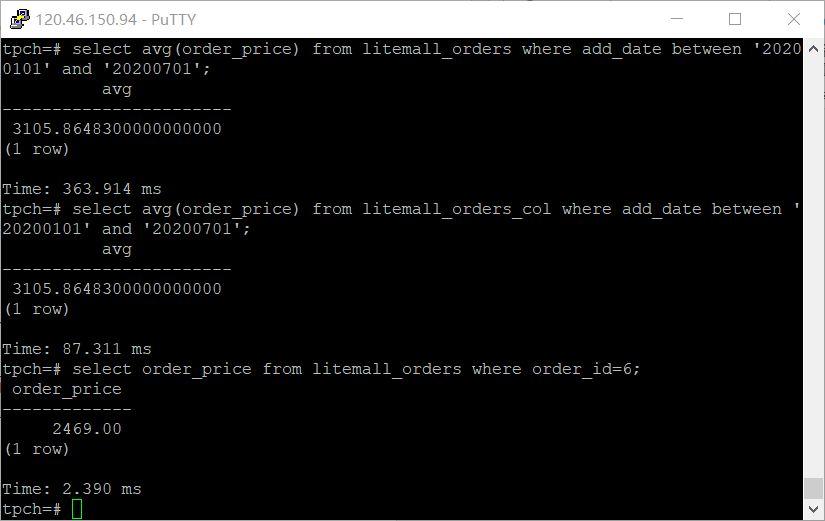 120.46.150.94 - PuTTY
tpch=# select avg(order_price) from litemall_orders where add_date between '2020
0101' and '20200701';
          avg
-----------------------
 3105.8648300000000000
(1 row)

Time: 363.914 ms
tpch=# select avg(order_price) from litemall_orders_col where add_date between '
20200101' and '20200701';
          avg
-----------------------
 3105.8648300000000000
(1 row)

Time: 87.311 ms
tpch=# select order_price from litemall_orders where order_id=6;
 order_price
-------------
     2469.00
(1 row)

Time: 2.390 ms
tpch=#